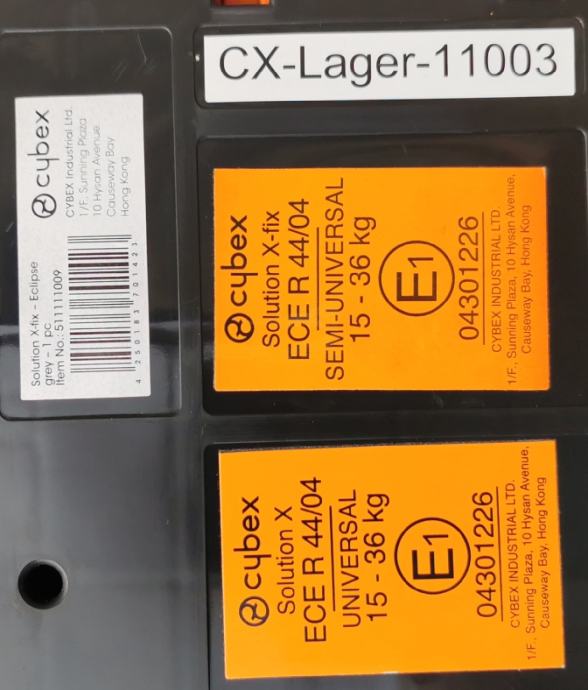 CX-Lager-11003
cybex
CYBEX Industrial Ltd.
1/F, Sunning Plaza
10 Hysan Avenue
Causeway Bay
Hong Kong
Solution X-fix - Eclipse
grey - 1 pc
Item No.: 511111009
4 250183 701423
cybex
Solution X-fix
ECE R 44/04
SEMI-UNIVERSAL
15 - 36 kg
E1
04301226
CYBEX INDUSTRIAL LTD.
1/F., Sunning Plaza, 10 Hysan Avenue,
Causeway Bay, Hong Kong
cybex
Solution X
ECE R 44/04
UNIVERSAL
15 - 36 kg
E1
04301226
CYBEX INDUSTRIAL LTD.
1/F., Sunning Plaza, 10 Hysan Avenue,
Causeway Bay, Hong Kong